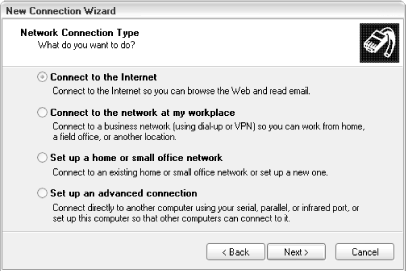 New Connection Wizard
Network Connection Type
What do you want to do?
Connect to the Internet
Connect to the Internet so you can browse the Web and read email.
Connect to the network at my workplace
Connect to a business network (using dial-up or VPN) so you can work from home,
a field office, or another location.
Set up a home or small office network
Connect to an existing home or small office network or set up a new one.
Set up an advanced connection
Connect directly to another computer using your serial, parallel, or infrared port, or
set up this computer so that other computers can connect to it.
< Back
Next >
Cancel